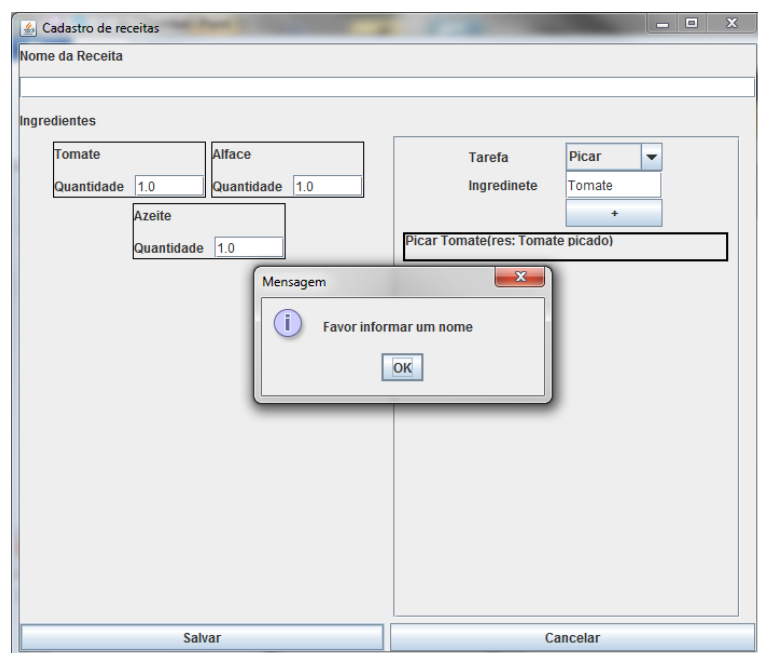 Cadastro de receitas
Nome da Receita
Ingredientes
Tomate
Quantidade 1.0
Alface
Quantidade 1.0
Azeite
Quantidade 1.0
Tarefa Picar
Ingredinete Tomate
+
Picar Tomate(res: Tomate picado)
Mensagem
Favor informar um nome
OK
Salvar
Cancelar